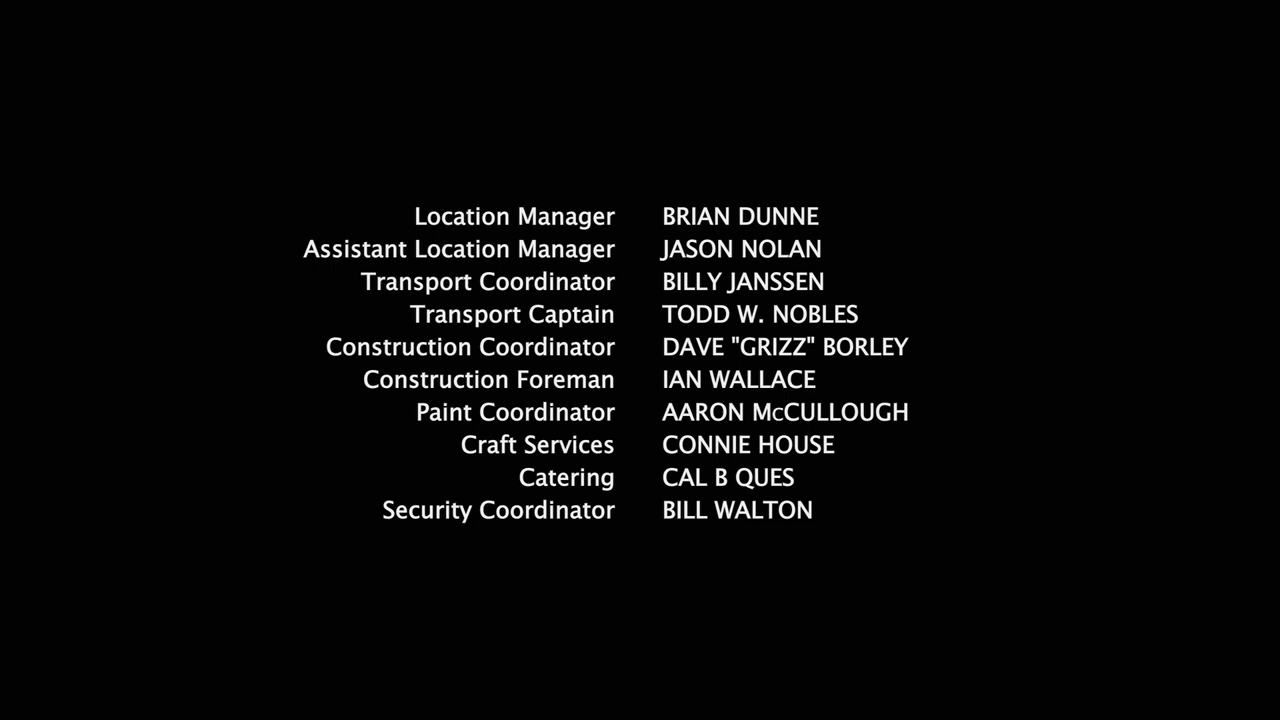 Location Manager BRIAN DUNNE
Assistant Location Manager JASON NOLAN
Transport Coordinator BILLY JANSSEN
Transport Captain TODD W. NOBLES
Construction Coordinator DAVE "GRIZZ" BORLEY
Construction Foreman IAN WALLACE
Paint Coordinator AARON McCULLOUGH
Craft Services CONNIE HOUSE
Catering CAL B QUES
Security Coordinator BILL WALTON